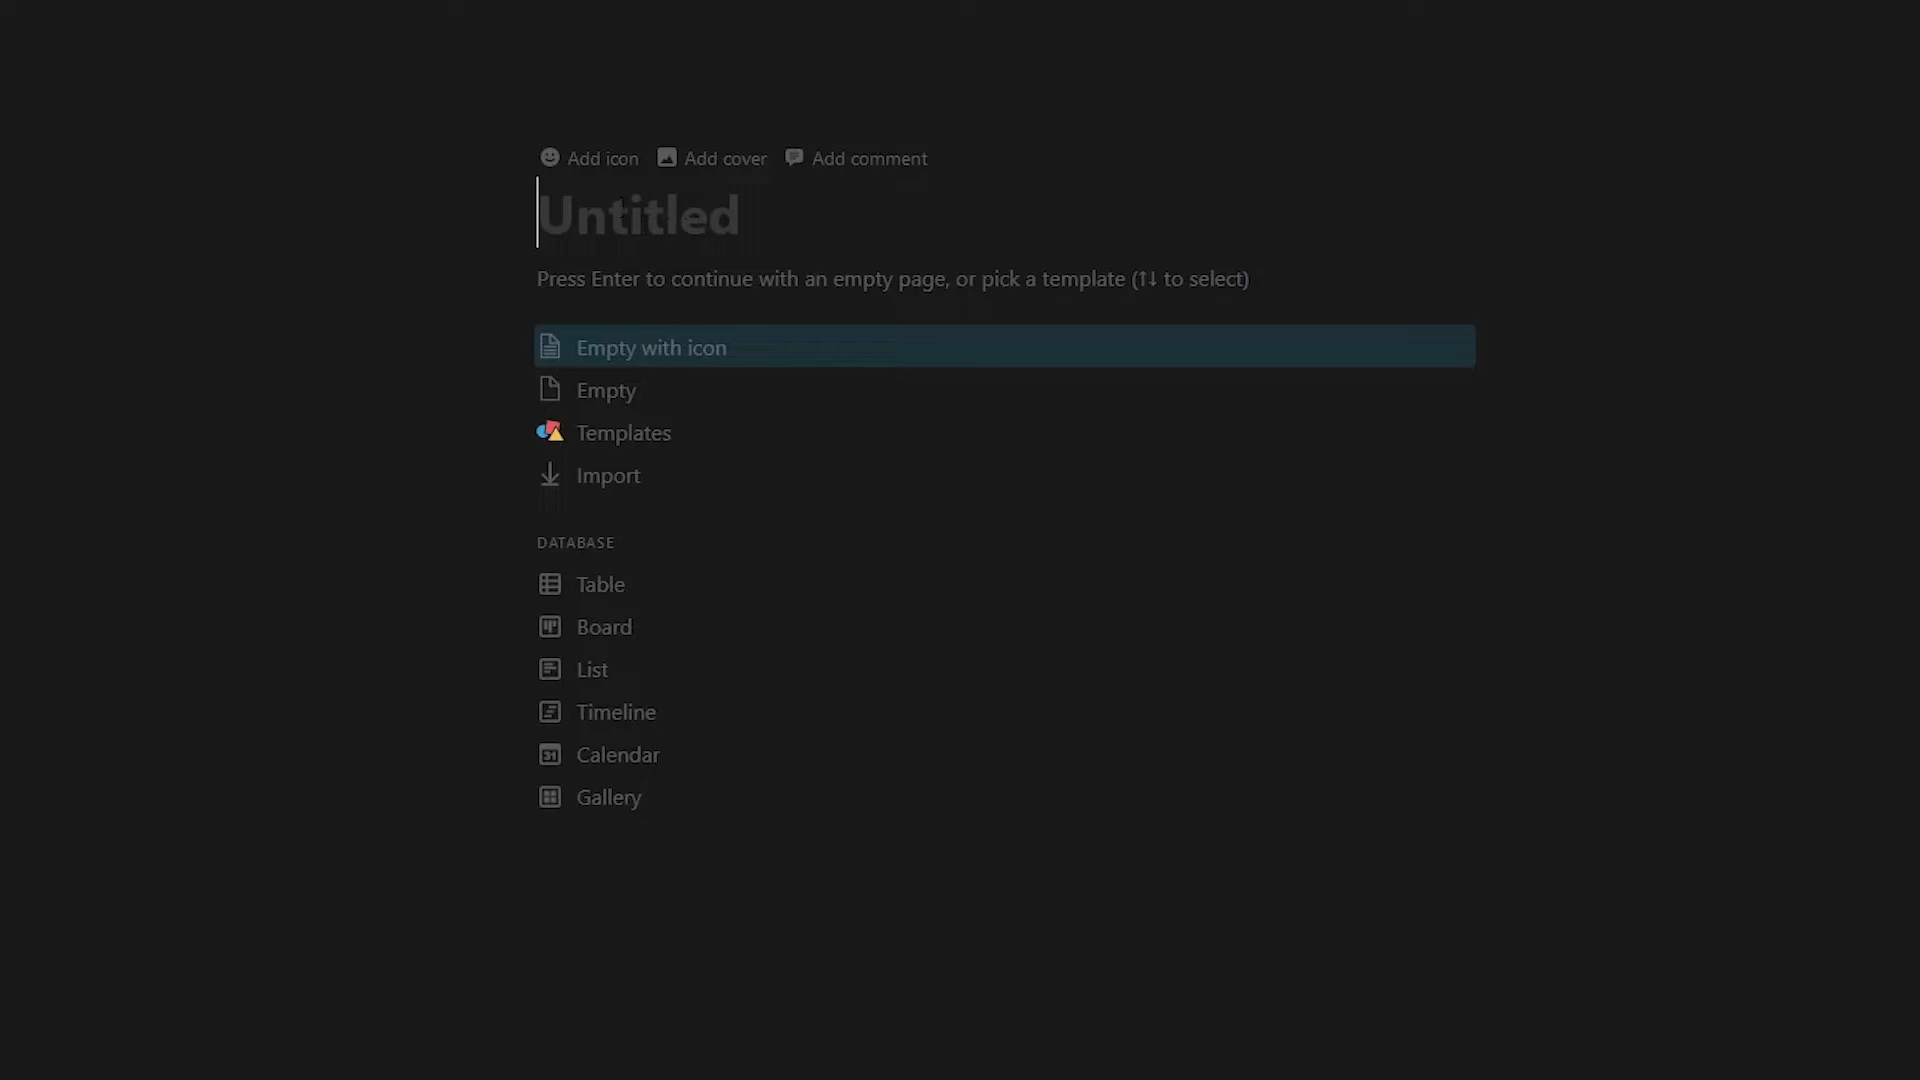 Add icon Add cover Add comment
Untitled
Press Enter to continue with an empty page, or pick a template (↑↓ to select)
Empty with icon
Empty
Templates
Import
DATABASE
Table
Board
List
Timeline
31 Calendar
Gallery